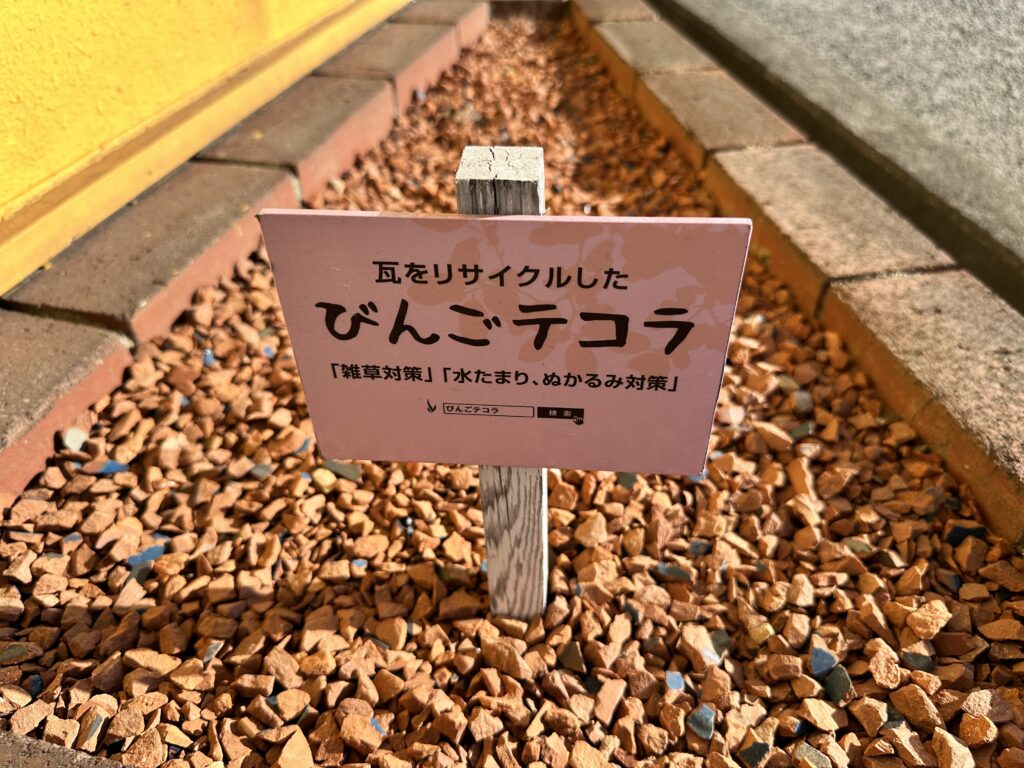 瓦をリサイクルした
びんごテコラ
「雑草対策」「水たまり、ぬかるみ対策」
びんごテコラ 検索